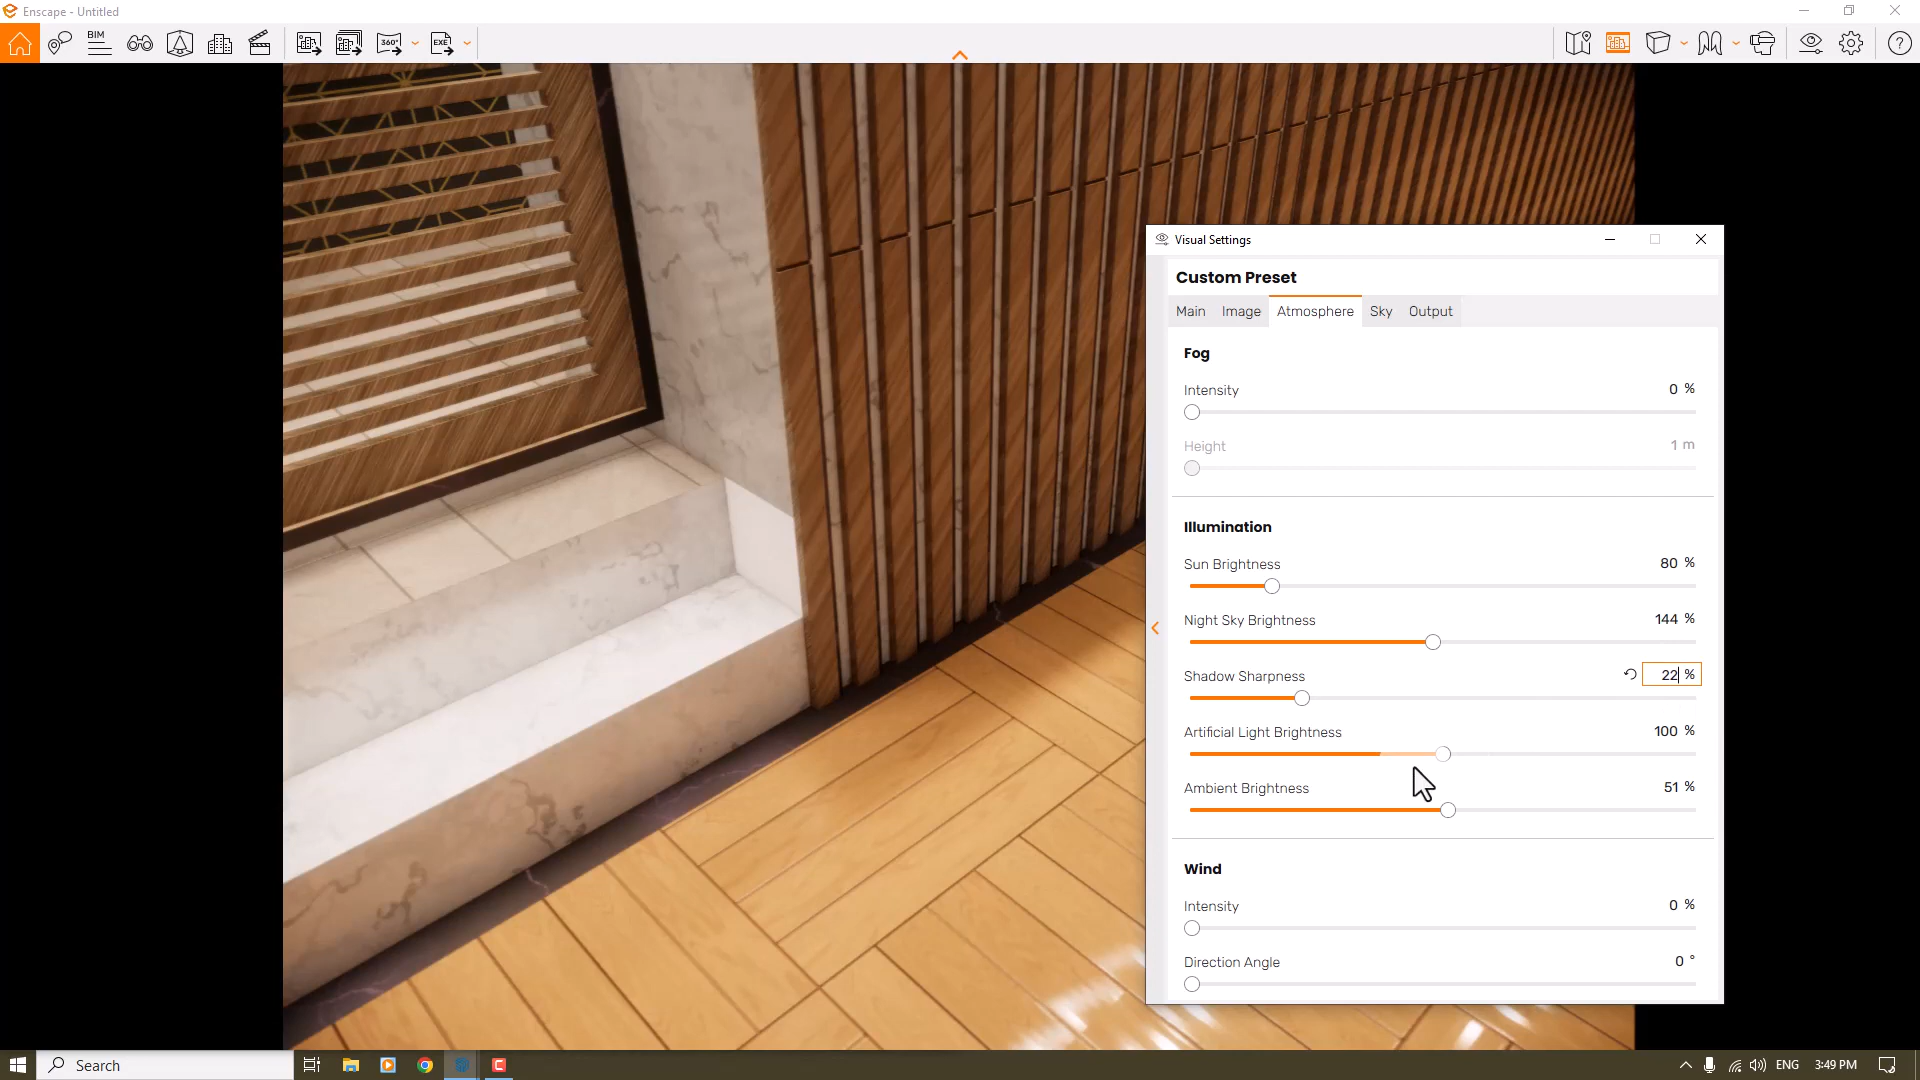 Enscape - Untitled
BIM
360°
EXE
?
Visual Settings
Custom Preset
Main Image Atmosphere Sky Output
Fog
Intensity 0 %
Height 1 m
Illumination
Sun Brightness 80 %
Night Sky Brightness 144 %
Shadow Sharpness 22 %
Artificial Light Brightness 100 %
Ambient Brightness 51 %
Wind
Intensity 0 %
Direction Angle 0 °
Search
ENG 3:49 PM